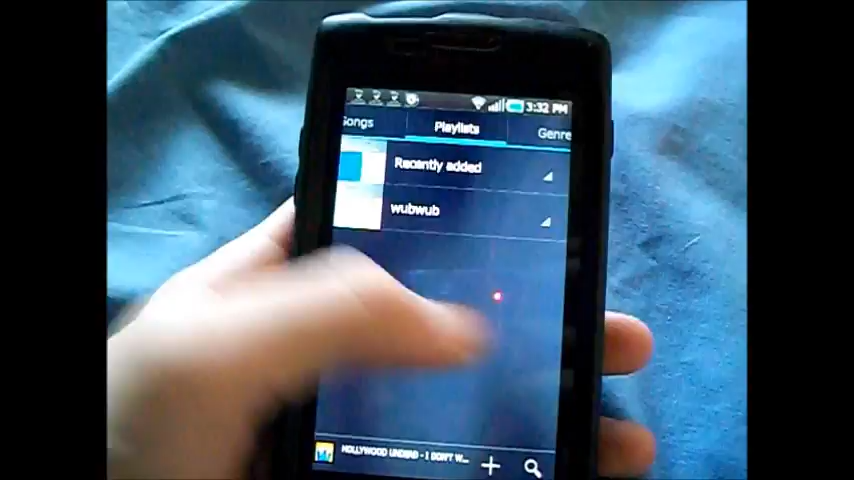 3:32 PM
Songs Playlists Genre
Recently added
wubwub
HOLLYWOOD UNDEAD - I DON'T W...